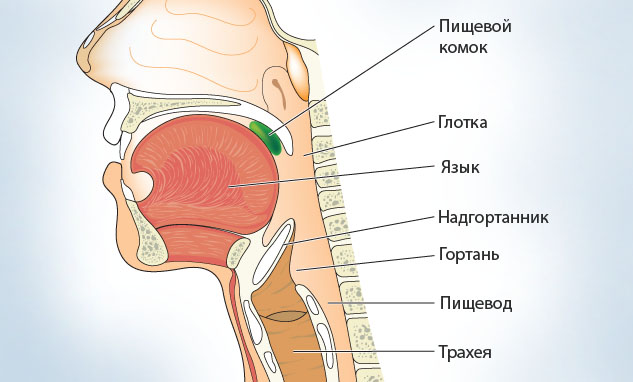 Пищевой
комок
Глотка
Язык
Надгортанник
Гортань
Пищевод
Трахея